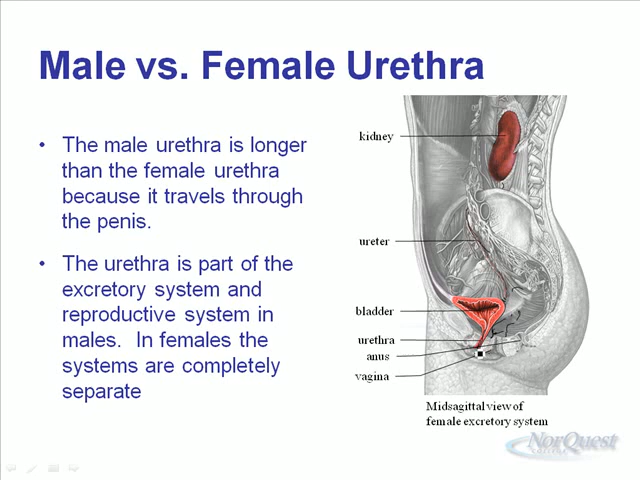 Male vs. Female Urethra
• The male urethra is longer
than the female urethra
because it travels through
the penis.
• The urethra is part of the
excretory system and
reproductive system in
males.  In females the
systems are completely
separate
kidney
ureter
bladder
urethra
anus
vagina
Midsagittal view of
female excretory system
NorQuest
COLLEGE